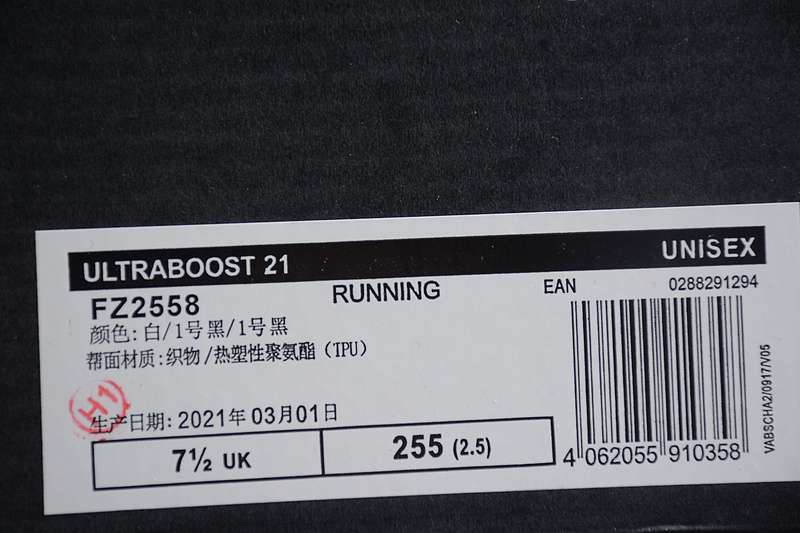 ULTRABOOST 21 UNISEX
FZ2558 RUNNING EAN 0288291294
颜色: 白/1号黑/1号黑
帮面材质: 织物/热塑性聚氨酯（TPU）
H1
生产日期: 2021年 03月01日
7½ UK 255 (2.5)
4 062055 910358
VABSCHA2/0917/V05